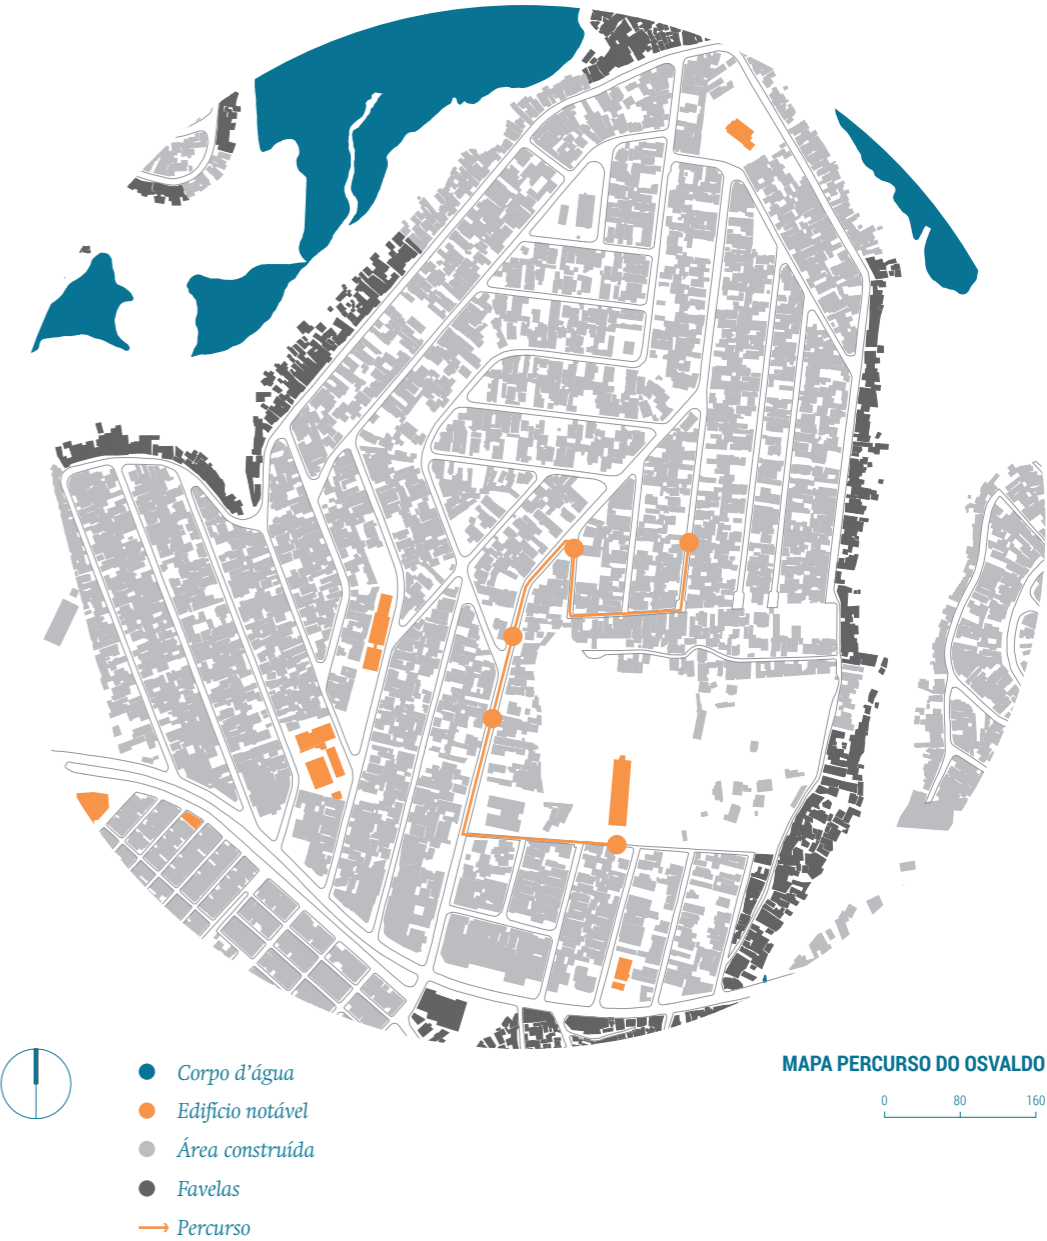 Corpo d'água
Edifício notável
Área construída
Favelas
Percurso
MAPA PERCURSO DO OSVALDO
0 80 160